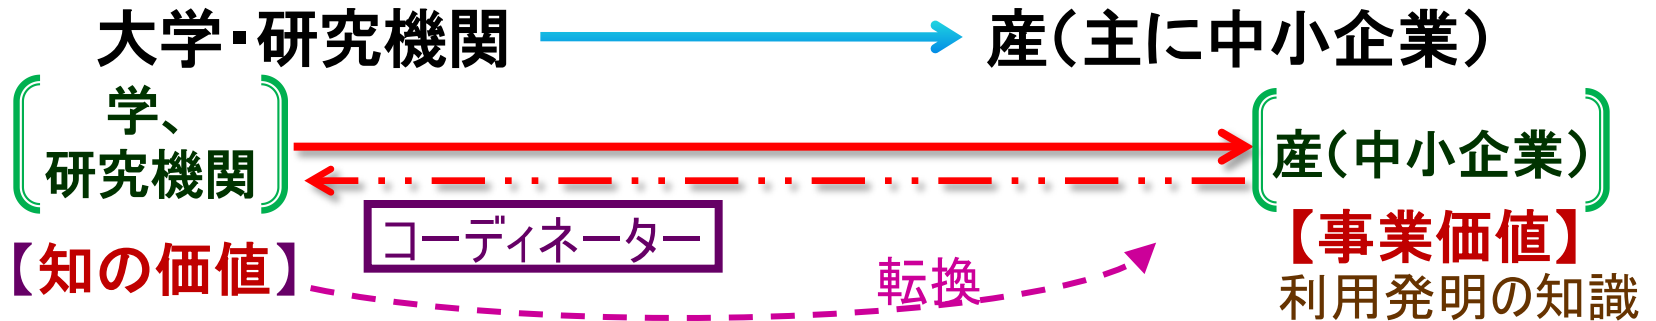 大学・研究機関
産(主に中小企業)
学、
研究機関
産(中小企業)
コーディネーター
【知の価値】
転換
【事業価値】
利用発明の知識